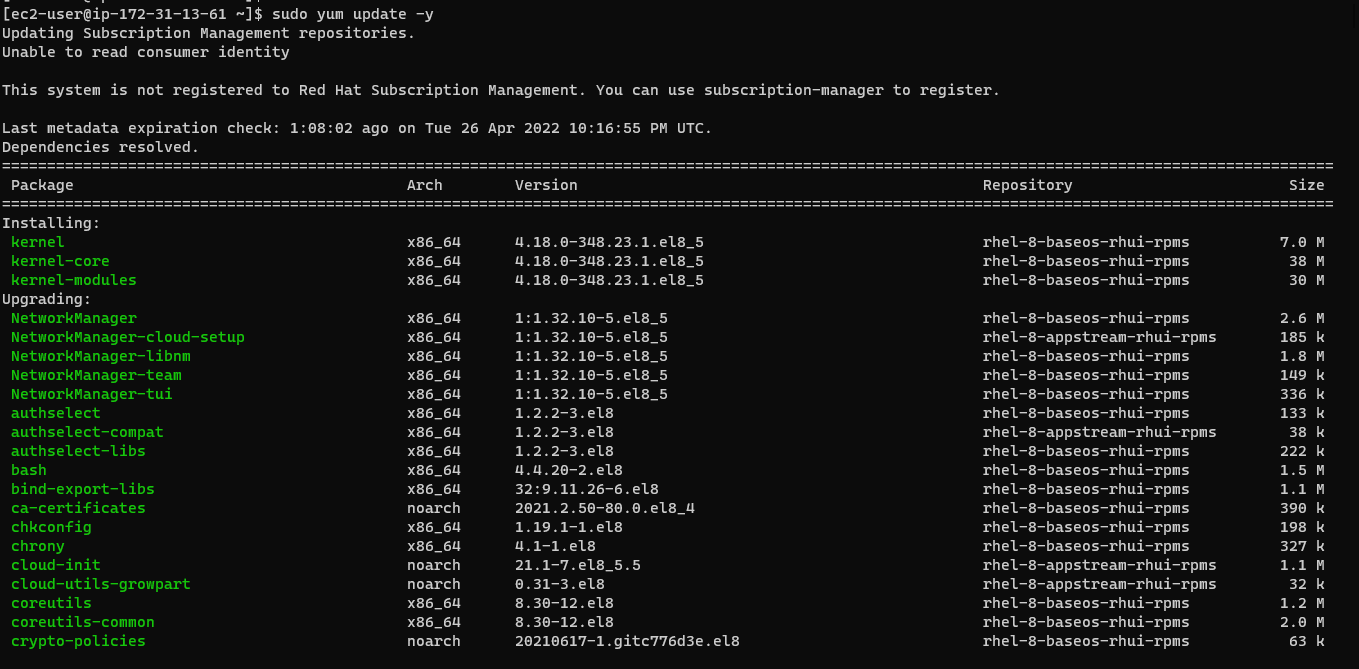 [ec2-user@ip-172-31-13-61 ~]$ sudo yum update -y
Updating Subscription Management repositories.
Unable to read consumer identity
This system is not registered to Red Hat Subscription Management. You can use subscription-manager to register.
Last metadata expiration check: 1:08:02 ago on Tue 26 Apr 2022 10:16:55 PM UTC.
Dependencies resolved.
====================================================================================================================================================
Package Arch Version Repository Size
====================================================================================================================================================
Installing:
kernel x86_64 4.18.0-348.23.1.el8_5 rhel-8-baseos-rhui-rpms 7.0 M
kernel-core x86_64 4.18.0-348.23.1.el8_5 rhel-8-baseos-rhui-rpms 38 M
kernel-modules x86_64 4.18.0-348.23.1.el8_5 rhel-8-baseos-rhui-rpms 30 M
Upgrading:
NetworkManager x86_64 1:1.32.10-5.el8_5 rhel-8-baseos-rhui-rpms 2.6 M
NetworkManager-cloud-setup x86_64 1:1.32.10-5.el8_5 rhel-8-appstream-rhui-rpms 185 k
NetworkManager-libnm x86_64 1:1.32.10-5.el8_5 rhel-8-baseos-rhui-rpms 1.8 M
NetworkManager-team x86_64 1:1.32.10-5.el8_5 rhel-8-baseos-rhui-rpms 149 k
NetworkManager-tui x86_64 1:1.32.10-5.el8_5 rhel-8-baseos-rhui-rpms 336 k
authselect x86_64 1.2.2-3.el8 rhel-8-baseos-rhui-rpms 133 k
authselect-compat x86_64 1.2.2-3.el8 rhel-8-appstream-rhui-rpms 38 k
authselect-libs x86_64 1.2.2-3.el8 rhel-8-baseos-rhui-rpms 222 k
bash x86_64 4.4.20-2.el8 rhel-8-baseos-rhui-rpms 1.5 M
bind-export-libs x86_64 32:9.11.26-6.el8 rhel-8-baseos-rhui-rpms 1.1 M
ca-certificates noarch 2021.2.50-80.0.el8_4 rhel-8-baseos-rhui-rpms 390 k
chkconfig x86_64 1.19.1-1.el8 rhel-8-baseos-rhui-rpms 198 k
chrony x86_64 4.1-1.el8 rhel-8-baseos-rhui-rpms 327 k
cloud-init noarch 21.1-7.el8_5.5 rhel-8-appstream-rhui-rpms 1.1 M
cloud-utils-growpart noarch 0.31-3.el8 rhel-8-appstream-rhui-rpms 32 k
coreutils x86_64 8.30-12.el8 rhel-8-baseos-rhui-rpms 1.2 M
coreutils-common x86_64 8.30-12.el8 rhel-8-baseos-rhui-rpms 2.0 M
crypto-policies noarch 20210617-1.gitc776d3e.el8 rhel-8-baseos-rhui-rpms 63 k